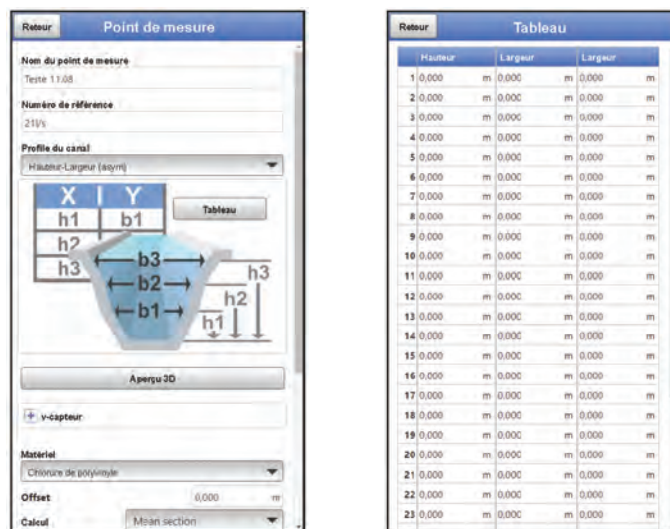 Retour Point de mesure
Nom du point de mesure
Teste 11.08
Numéro de référence
21l/s
Profile du canal
Hauteur-Largeur (asym)
X Y
h1 b1
h2
h3
Tableau
b3
b2
b1
h3
h2
h1
Aperçu 3D
+ v-capteur
Matériel
Chlorure de polyvinyle
Offset 0,000 m
Calcul Mean section
Retour Tableau
Hauteur Largeur Largeur
1 0,000 m 0,000 m 0,000 m
2 0,000 m 0,000 m 0,000 m
3 0,000 m 0,000 m 0,000 m
4 0,000 m 0,000 m 0,000 m
5 0,000 m 0,000 m 0,000 m
6 0,000 m 0,000 m 0,000 m
7 0,000 m 0,000 m 0,000 m
8 0,000 m 0,000 m 0,000 m
9 0,000 m 0,000 m 0,000 m
10 0,000 m 0,000 m 0,000 m
11 0,000 m 0,000 m 0,000 m
12 0,000 m 0,000 m 0,000 m
13 0,000 m 0,000 m 0,000 m
14 0,000 m 0,000 m 0,000 m
15 0,000 m 0,000 m 0,000 m
16 0,000 m 0,000 m 0,000 m
17 0,000 m 0,000 m 0,000 m
18 0,000 m 0,000 m 0,000 m
19 0,000 m 0,000 m 0,000 m
20 0,000 m 0,000 m 0,000 m
21 0,000 m 0,000 m 0,000 m
22 0,000 m 0,000 m 0,000 m
23 0,000 m 0,000 m 0,000 m